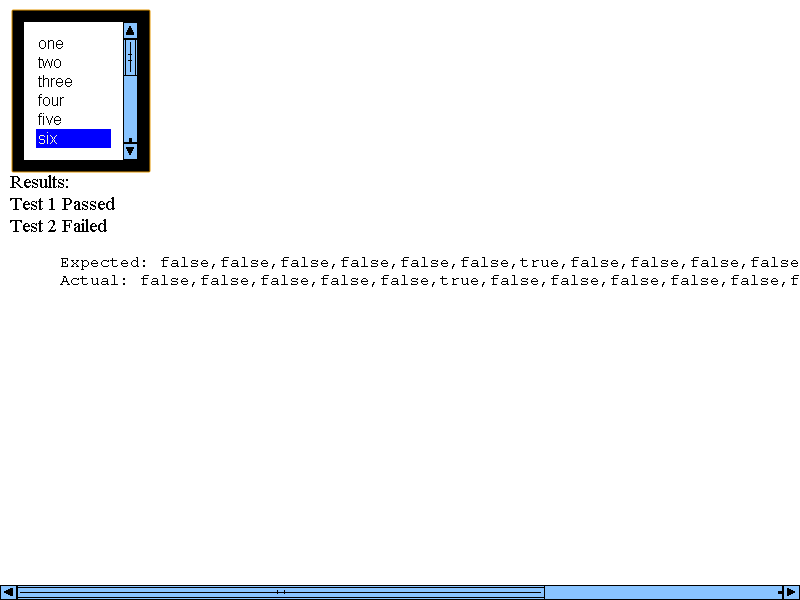 one
two
three
four
five
six
Results:
Test 1 Passed
Test 2 Failed
Expected: false,false,false,false,false,false,true,false,false,false,false
Actual: false,false,false,false,false,true,false,false,false,false,false,f